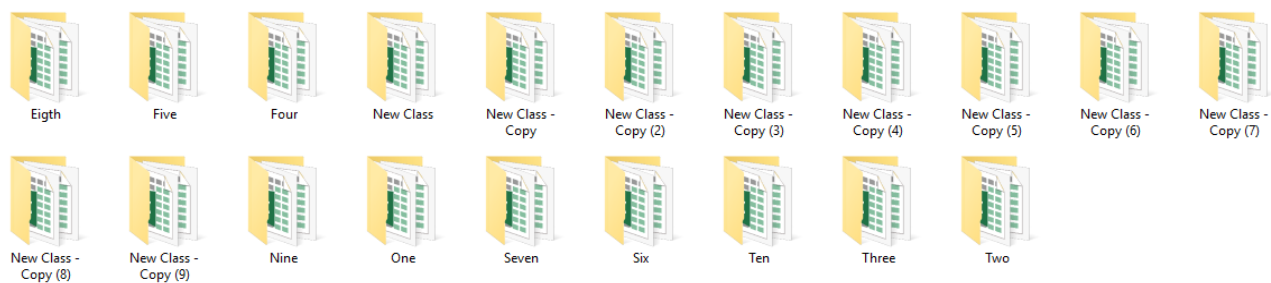 Eigth
Five
Four
New Class
New Class -
Copy
New Class -
Copy (2)
New Class -
Copy (3)
New Class -
Copy (4)
New Class -
Copy (5)
New Class -
Copy (6)
New Class -
Copy (7)
New Class -
Copy (8)
New Class -
Copy (9)
Nine
One
Seven
Six
Ten
Three
Two